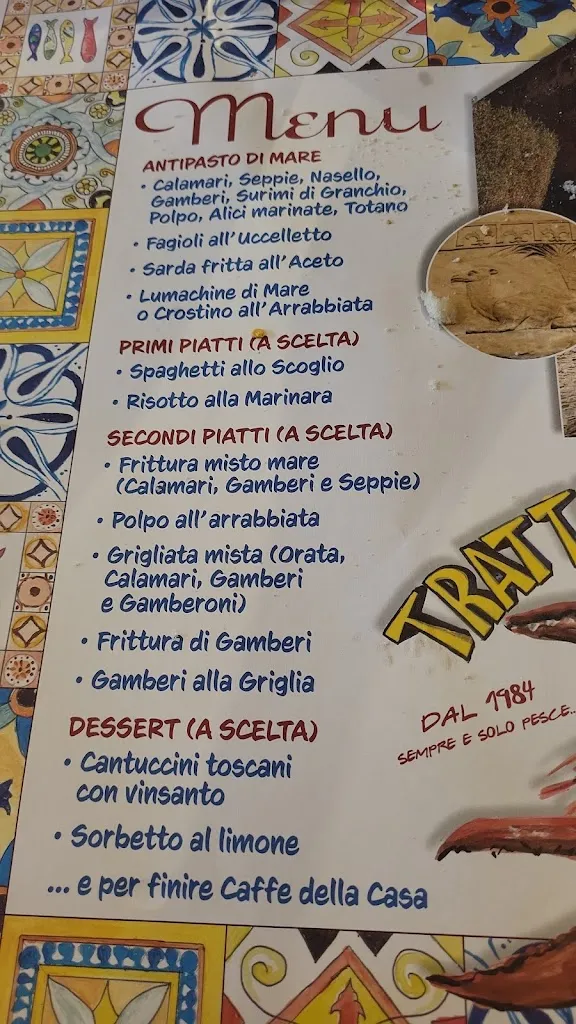 Menu
ANTIPASTO DI MARE
• Calamari, Seppie, Nasello,
Gamberi, Surimi di Granchio,
Polpo, Alici marinate, Totano
• Fagioli all'Uccelletto
• Sarda fritta all'Aceto
• Lumachine di Mare
o Crostino all'Arrabbiata
PRIMI PIATTI (A SCELTA)
• Spaghetti allo Scoglio
• Risotto alla Marinara
SECONDI PIATTI (A SCELTA)
• Frittura misto mare
(Calamari, Gamberi e Seppie)
• Polpo all'arrabbiata
• Grigliata mista (Orata,
Calamari, Gamberi
e Gamberoni)
• Frittura di Gamberi
• Gamberi alla Griglia
DESSERT (A SCELTA)
• Cantuccini toscani
con vinsanto
• Sorbetto al limone
... e per finire Caffe della Casa
TRATT
DAL 1984
SEMPRE E SOLO PESCE...